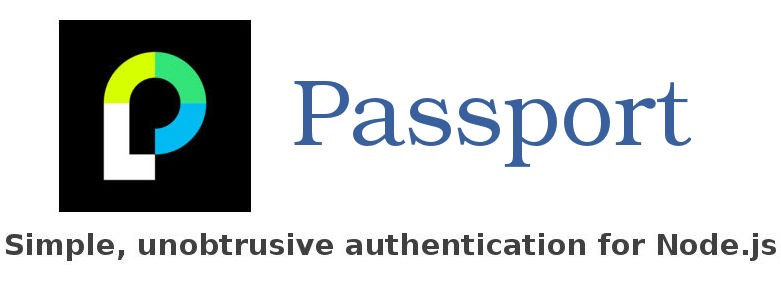 Passport
Simple, unobtrusive authentication for Node.js